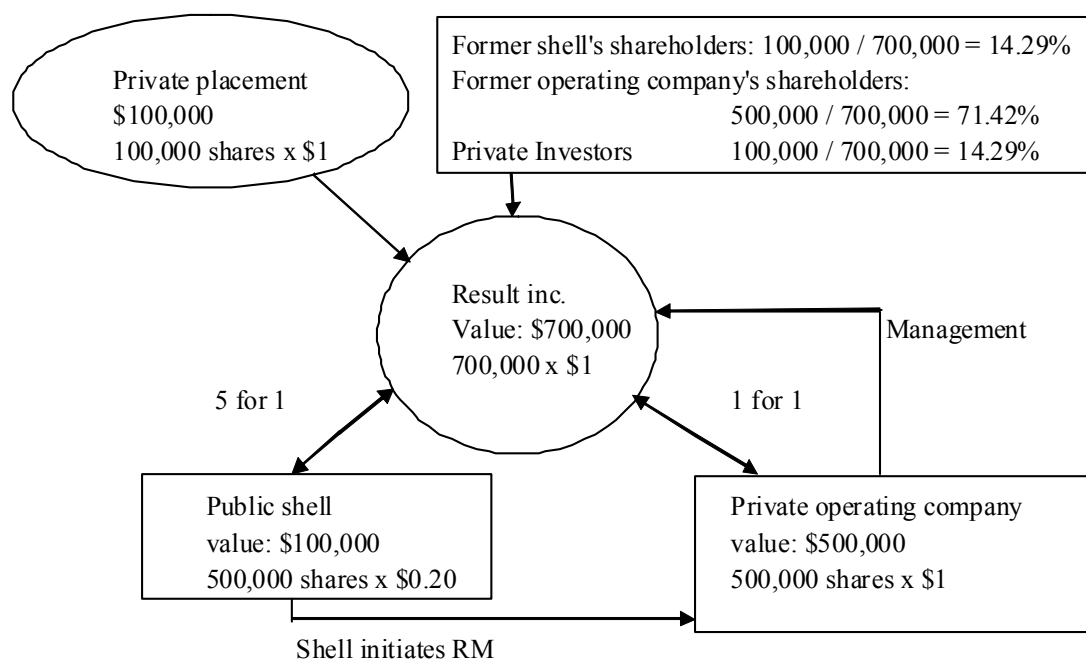 Private placement
$100,000
100,000 shares x $1
Former shell's shareholders: 100,000 / 700,000 = 14.29%
Former operating company's shareholders:
500,000 / 700,000 = 71.42%
Private Investors 100,000 / 700,000 = 14.29%
Result inc.
Value: $700,000
700,000 x $1
Management
5 for 1
1 for 1
Public shell
value: $100,000
500,000 shares x $0.20
Private operating company
value: $500,000
500,000 shares x $1
Shell initiates RM